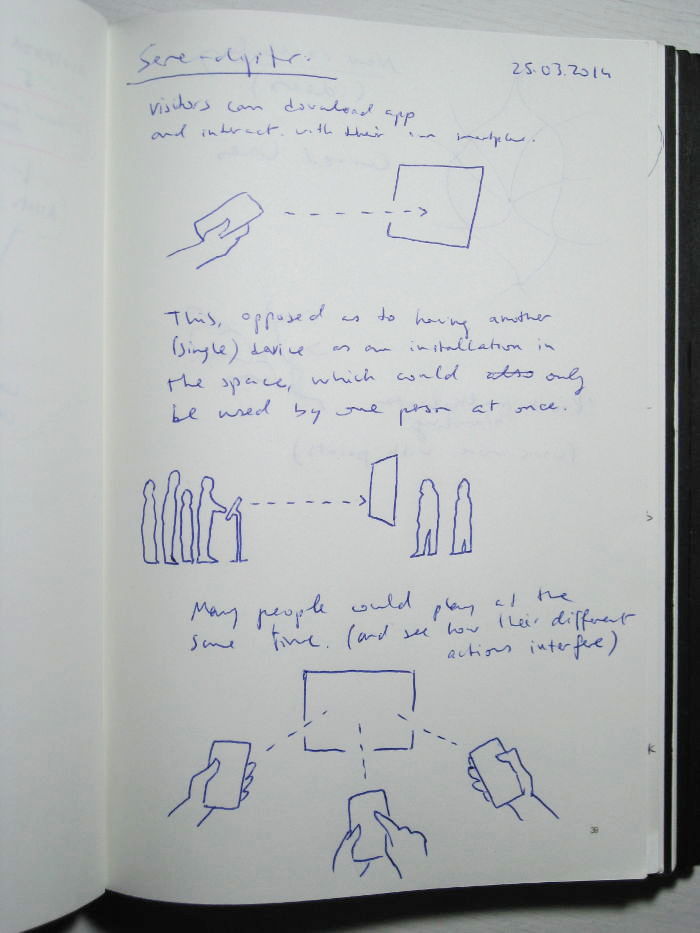 Serendipitor.
25.03.2014
visitors can download app
and interact. with their own smartphone.
This, opposed as to having another
(single) device as an installation in
the space, which could also only
be used by one person at once.
Many people could play at the
same time. (and see how their different
actions interfere)
39